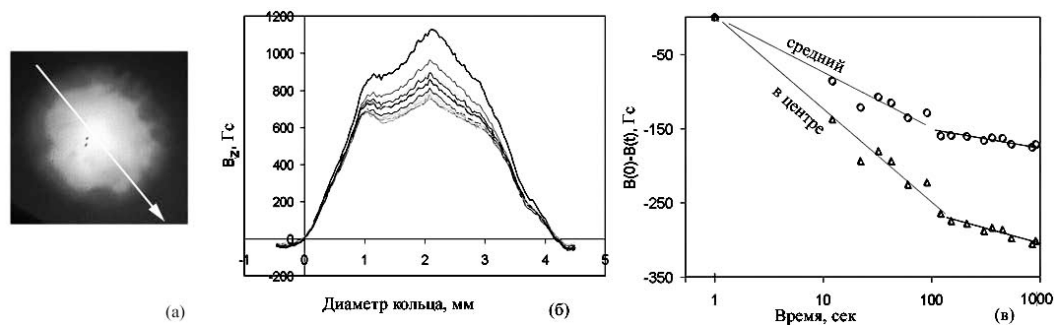 (а)
B_Z, Гс
1200
1000
800
600
400
200
0
-200
-1
0
1
2
3
4
5
Диаметр кольца, мм
(б)
B(0)-B(t), Гс
-50
-150
-250
-350
средний
в центре
1
10
100
1000
Время, сек
(в)